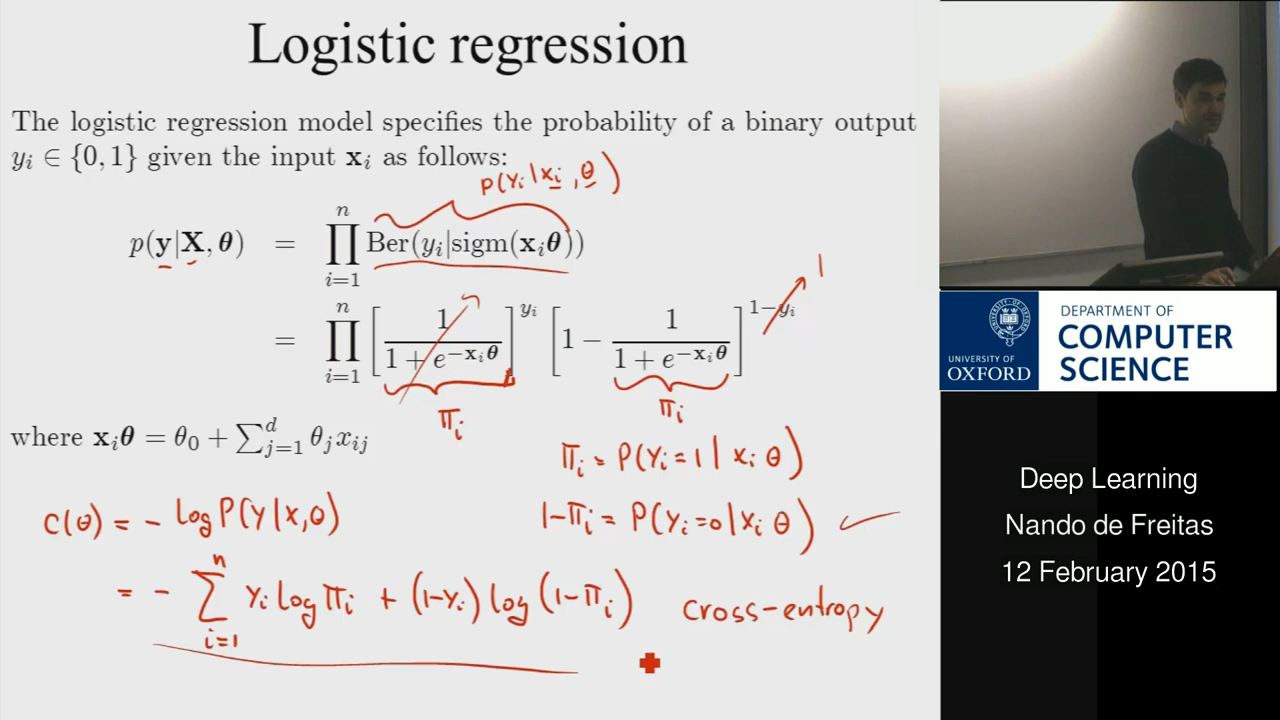 Logistic regression
The logistic regression model specifies the probability of a binary output
yᵢ ∈ {0, 1} given the input xᵢ as follows:
P(Yᵢ | Xᵢ, θ)
p(y|X, θ) = ∏ⁿᵢ₌₁ Ber(yᵢ|sigm(xᵢθ))
= ∏ⁿᵢ₌₁ [1 / (1 + e^(−xᵢθ))]^(yᵢ) [1 − 1 / (1 + e^(−xᵢθ))]^(1−yᵢ) 1
πᵢ πᵢ
where xᵢθ = θ₀ + ∑ᵈⱼ₌₁ θⱼxᵢⱼ
πᵢ = P(Yᵢ = 1 | Xᵢ θ)
C(θ) = − log P(Y | X, θ)
1−πᵢ = P(Yᵢ = 0 | Xᵢ θ)
= − ∑ⁿᵢ₌₁ Yᵢ log πᵢ + (1−Yᵢ) log (1−πᵢ) cross-entropy
UNIVERSITY OF
OXFORD
DEPARTMENT OF
COMPUTER
SCIENCE
Deep Learning
Nando de Freitas
12 February 2015